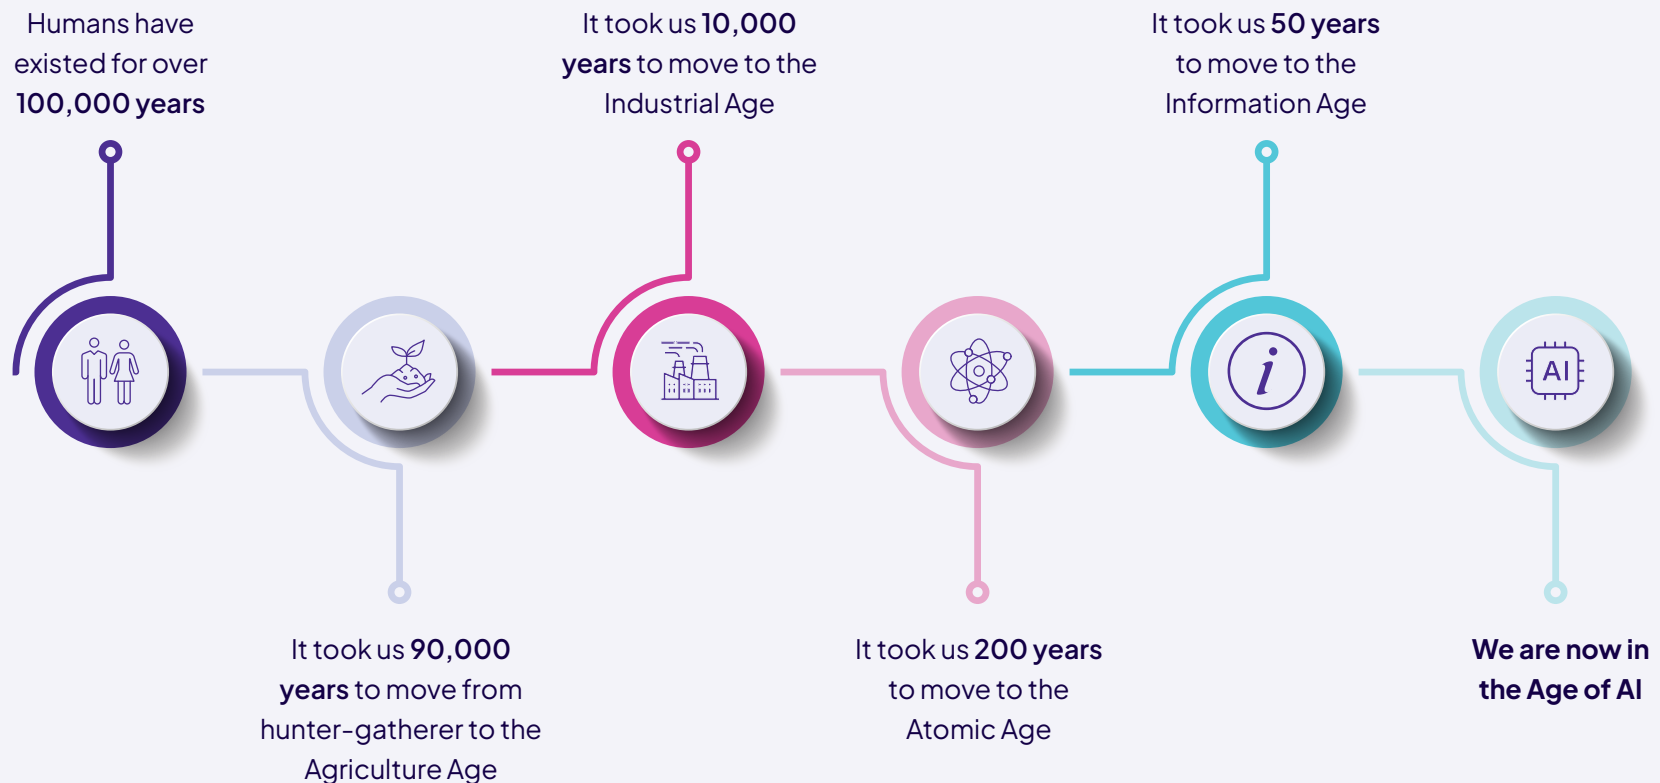 Humans have
existed for over
100,000 years
It took us 90,000
years to move from
hunter-gatherer to the
Agriculture Age
It took us 10,000
years to move to the
Industrial Age
It took us 200 years
to move to the
Atomic Age
It took us 50 years
to move to the
Information Age
i
AI
We are now in
the Age of AI